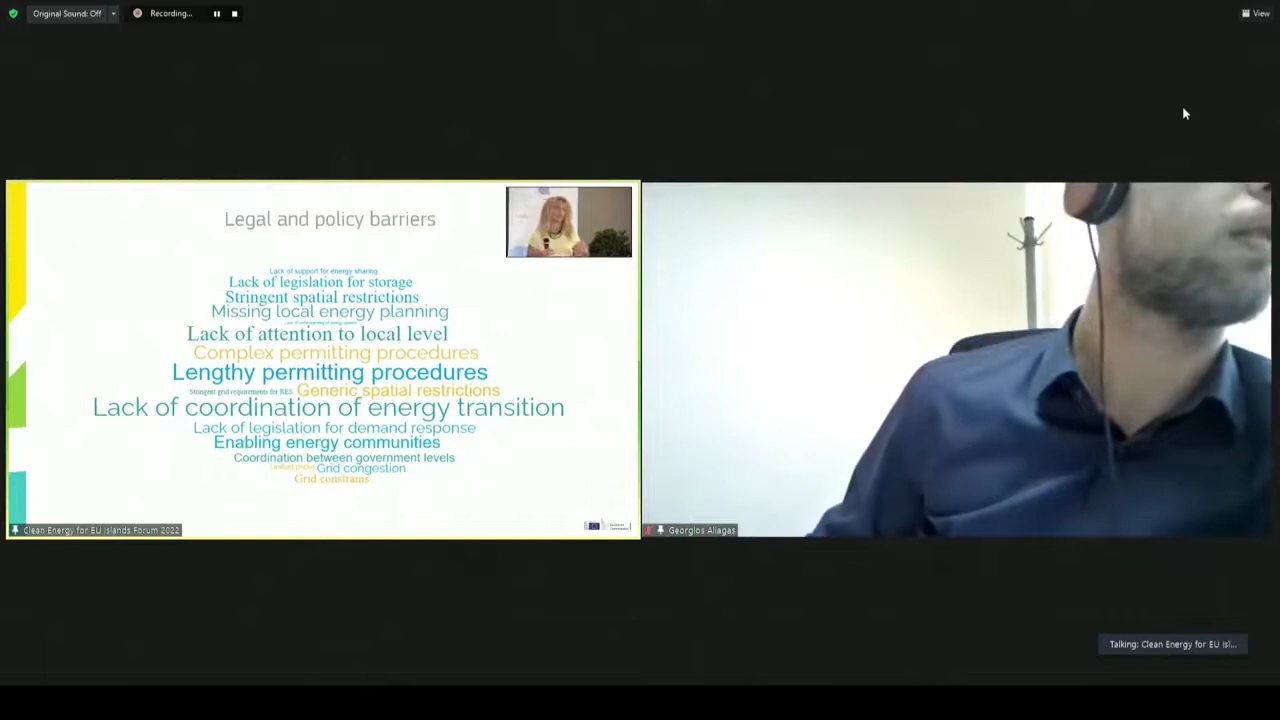 Original Sound: Off
Recording...
View
Legal and policy barriers
Lack of support for energy sharing
Lack of legislation for storage
Stringent spatial restrictions
Missing local energy planning
Lack of attention to local level
Complex permitting procedures
Lengthy permitting procedures
Stringent grid requirements for RES Generic spatial restrictions
Lack of coordination of energy transition
Lack of legislation for demand response
Enabling energy communities
Coordination between government levels
Unified prices Grid congestion
Grid constrains
Clean Energy for EU Islands Forum 2022
European Commission
Georgios Aliagas
Talking: Clean Energy for EU Isl...